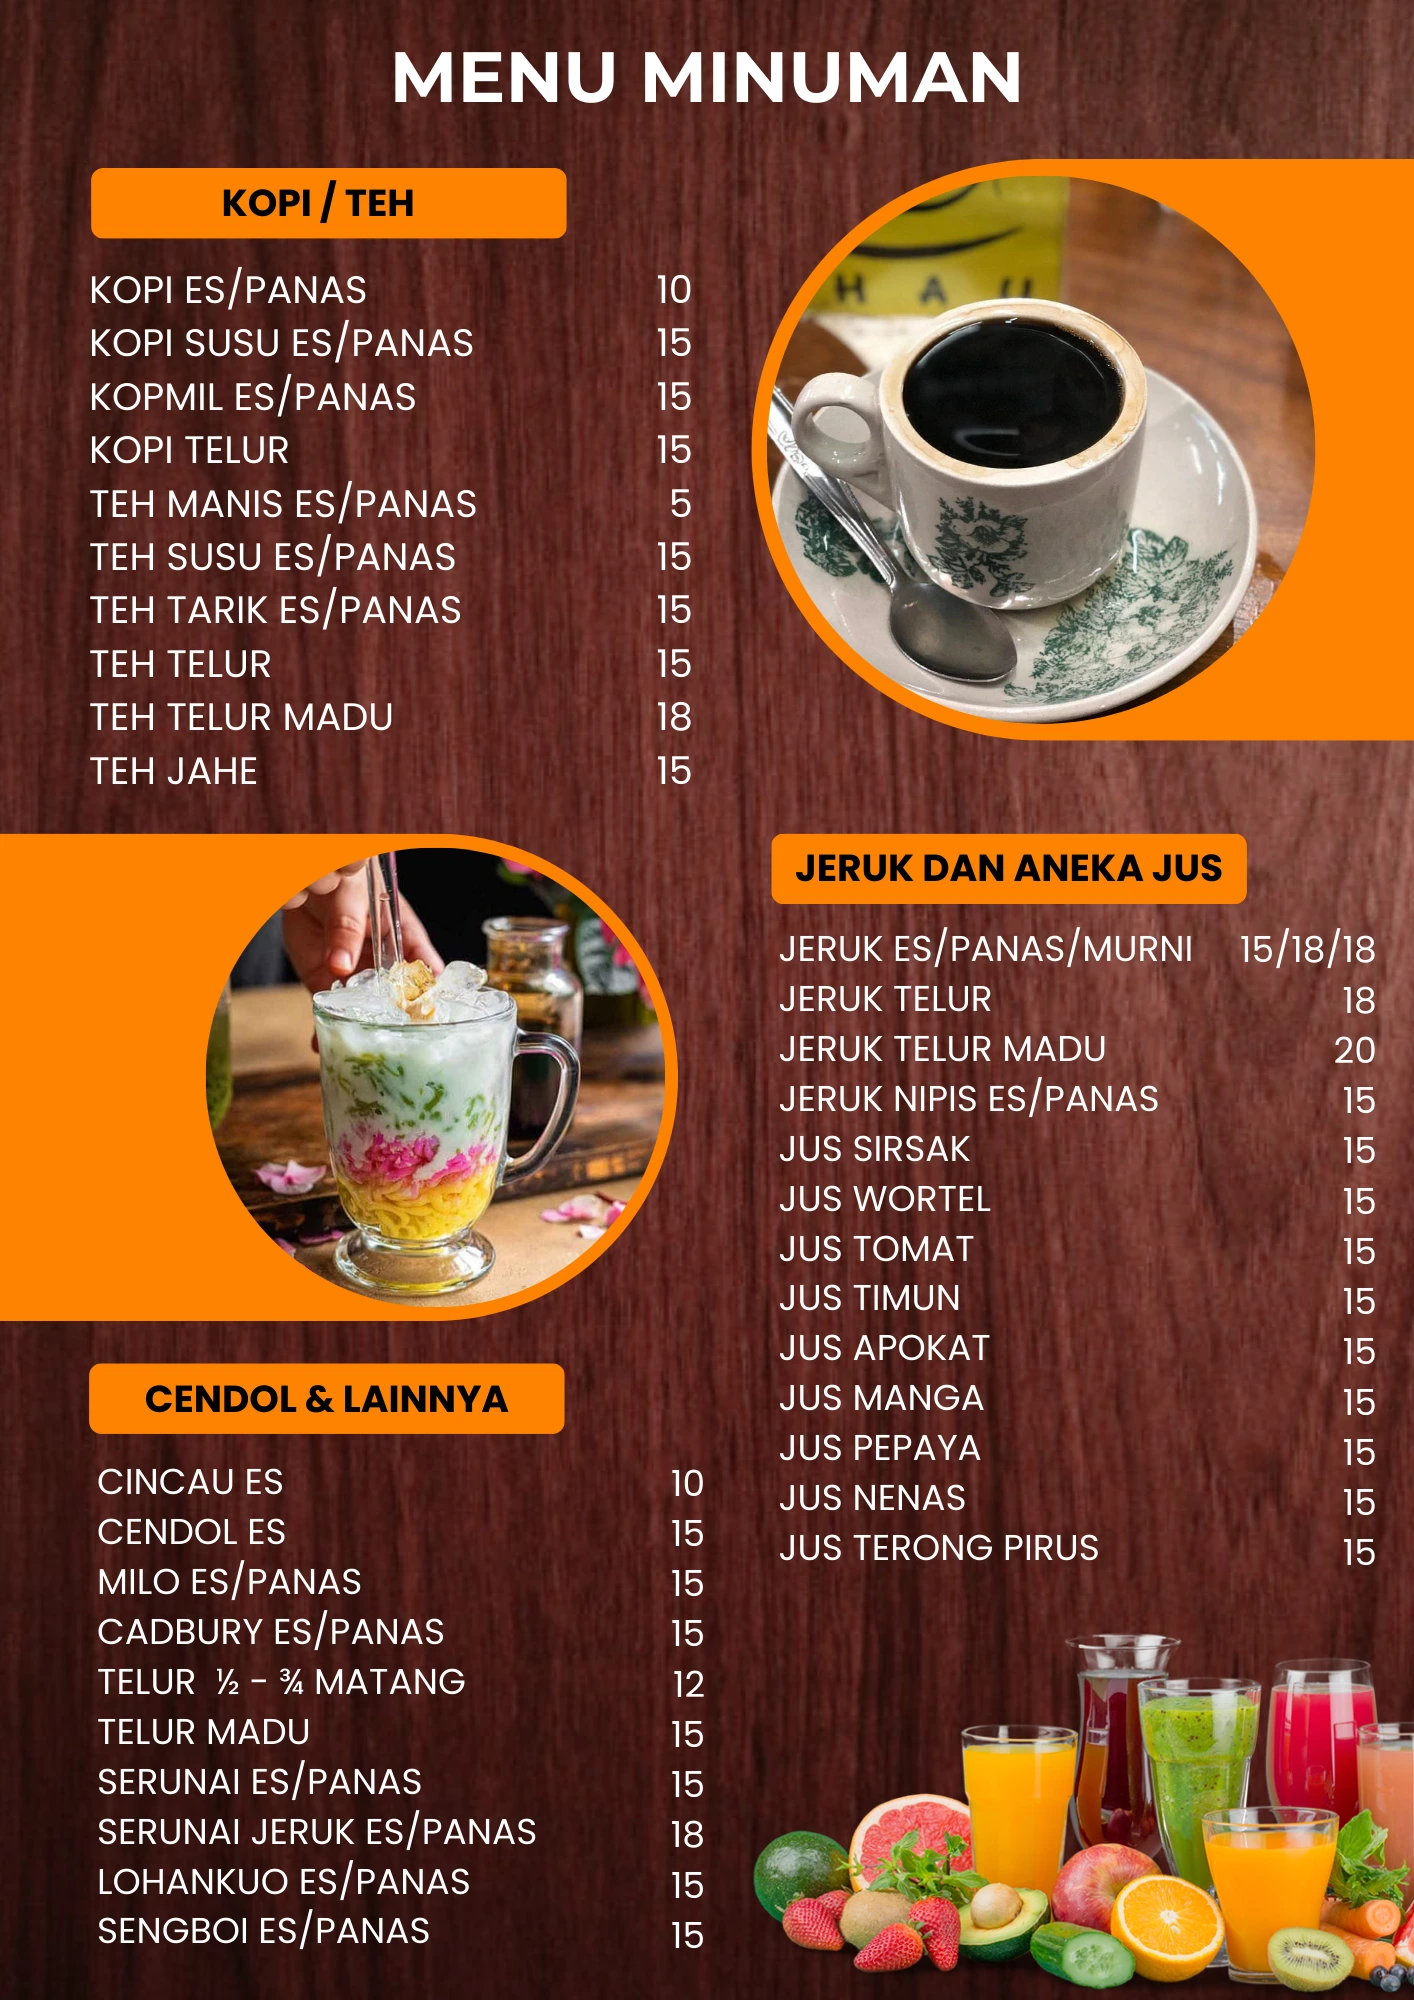 MENU MINUMAN
KOPI / TEH
KOPI ES/PANAS 10
KOPI SUSU ES/PANAS 15
KOPMIL ES/PANAS 15
KOPI TELUR 15
TEH MANIS ES/PANAS 5
TEH SUSU ES/PANAS 15
TEH TARIK ES/PANAS 15
TEH TELUR 15
TEH TELUR MADU 18
TEH JAHE 15
H A U
JERUK DAN ANEKA JUS
JERUK ES/PANAS/MURNI 15/18/18
JERUK TELUR 18
JERUK TELUR MADU 20
JERUK NIPIS ES/PANAS 15
JUS SIRSAK 15
JUS WORTEL 15
JUS TOMAT 15
JUS TIMUN 15
JUS APOKAT 15
JUS MANGA 15
JUS PEPAYA 15
JUS NENAS 15
JUS TERONG PIRUS 15
CENDOL & LAINNYA
CINCAU ES 10
CENDOL ES 15
MILO ES/PANAS 15
CADBURY ES/PANAS 15
TELUR ½ - ¾ MATANG 12
TELUR MADU 15
SERUNAI ES/PANAS 15
SERUNAI JERUK ES/PANAS 18
LOHANKUO ES/PANAS 15
SENGBOI ES/PANAS 15